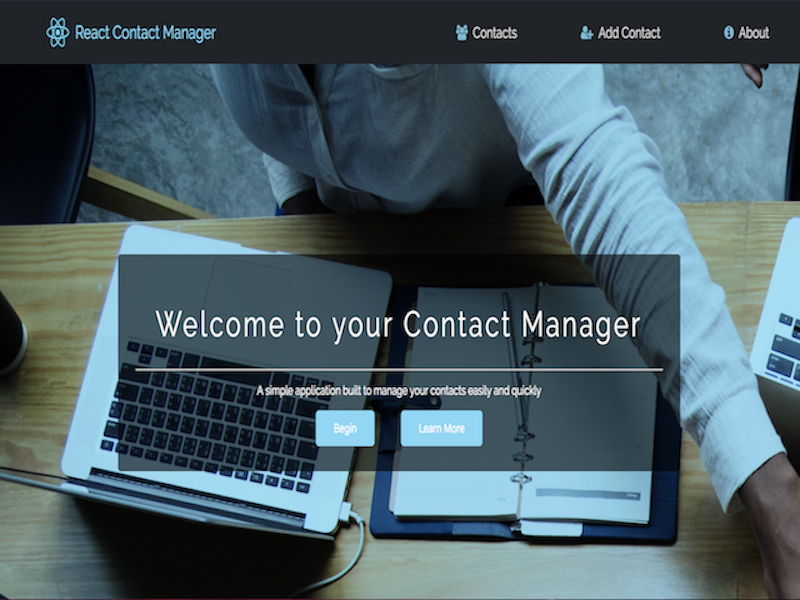 React Contact Manager
Contacts
Add Contact
About
Welcome to your Contact Manager
A simple application built to manage your contacts easily and quickly
Begin
Learn More